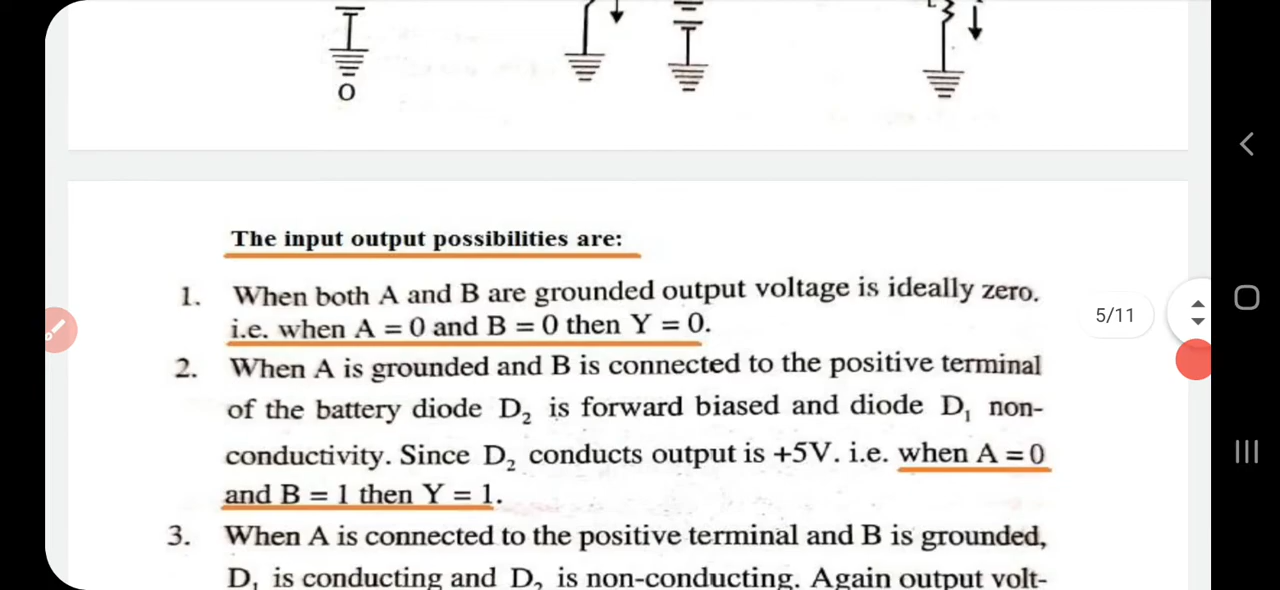 O
The input output possibilities are:
1. When both A and B are grounded output voltage is ideally zero.
i.e. when A = 0 and B = 0 then Y = 0.
2. When A is grounded and B is connected to the positive terminal
of the battery diode D₂ is forward biased and diode D₁ non-
conductivity. Since D₂ conducts output is +5V. i.e. when A = 0
and B = 1 then Y = 1.
3. When A is connected to the positive terminal and B is grounded,
D₁ is conducting and D₂ is non-conducting. Again output volt-
5/11